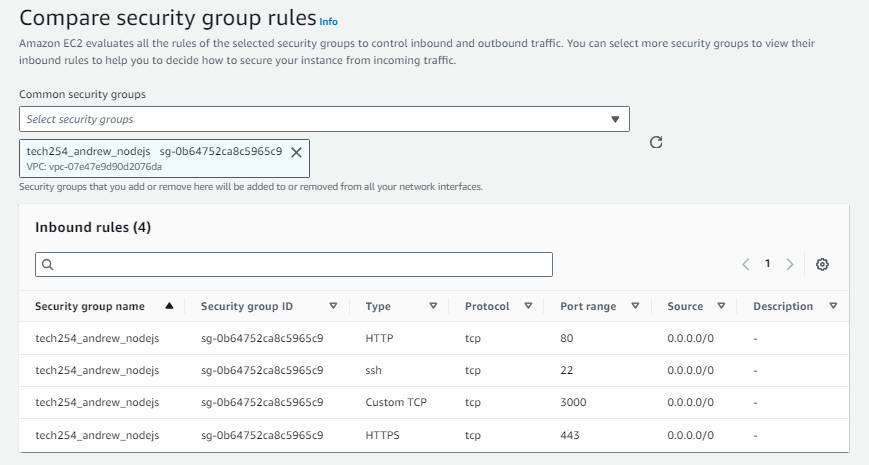 Compare security group rules Info
Amazon EC2 evaluates all the rules of the selected security groups to control inbound and outbound traffic. You can select more security groups to view their
inbound rules to help you to decide how to secure your instance from incoming traffic.
Common security groups
Select security groups
tech254_andrew_nodejs sg-0b64752ca8c5965c9
VPC: vpc-07e47e9d90d2076da
Security groups that you add or remove here will be added to or removed from all your network interfaces.
Inbound rules (4)
1
Security group name Security group ID Type Protocol Port range Source Description
tech254_andrew_nodejs sg-0b64752ca8c5965c9 HTTP tcp 80 0.0.0.0/0 -
tech254_andrew_nodejs sg-0b64752ca8c5965c9 ssh tcp 22 0.0.0.0/0 -
tech254_andrew_nodejs sg-0b64752ca8c5965c9 Custom TCP tcp 3000 0.0.0.0/0 -
tech254_andrew_nodejs sg-0b64752ca8c5965c9 HTTPS tcp 443 0.0.0.0/0 -